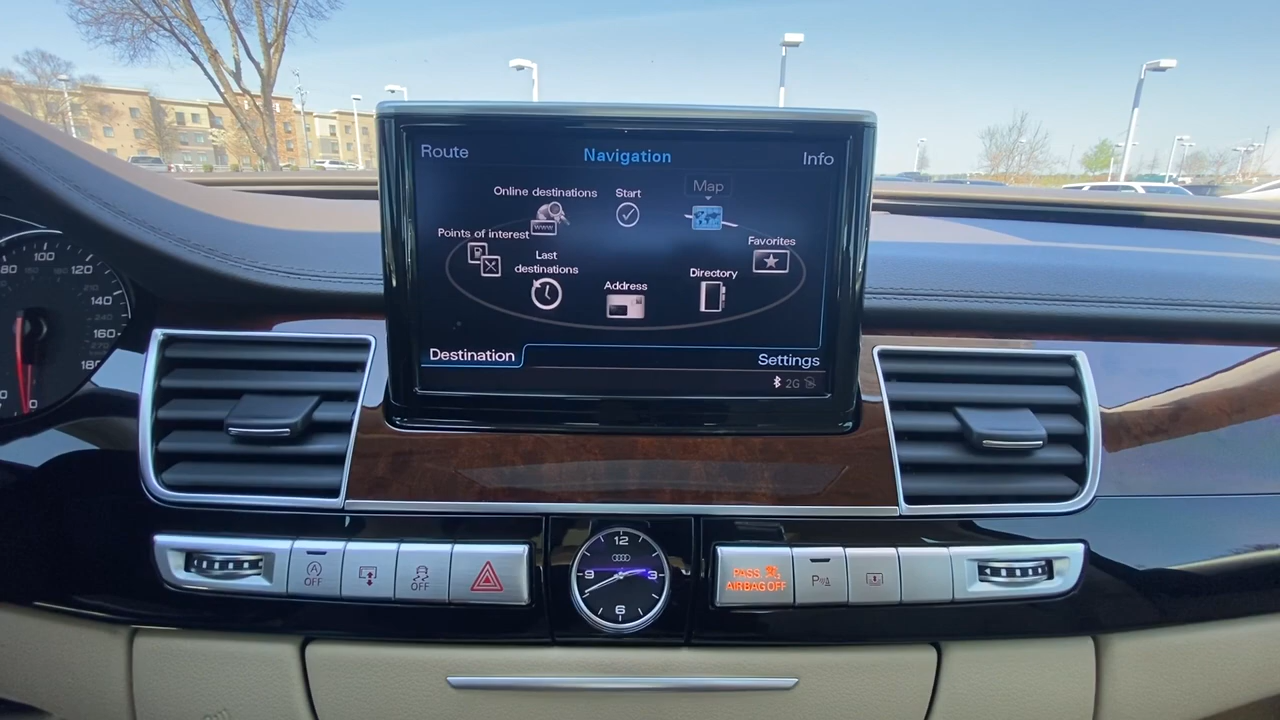 Route
Navigation
Info
Online destinations
Start
Map
www
Points of interest
Favorites
Last
destinations
Directory
Address
Destination
Settings
2G
80
100
120
140
160
180
0
A
OFF
OFF
12
3
6
9
PASS
AIRBAG OFF
P